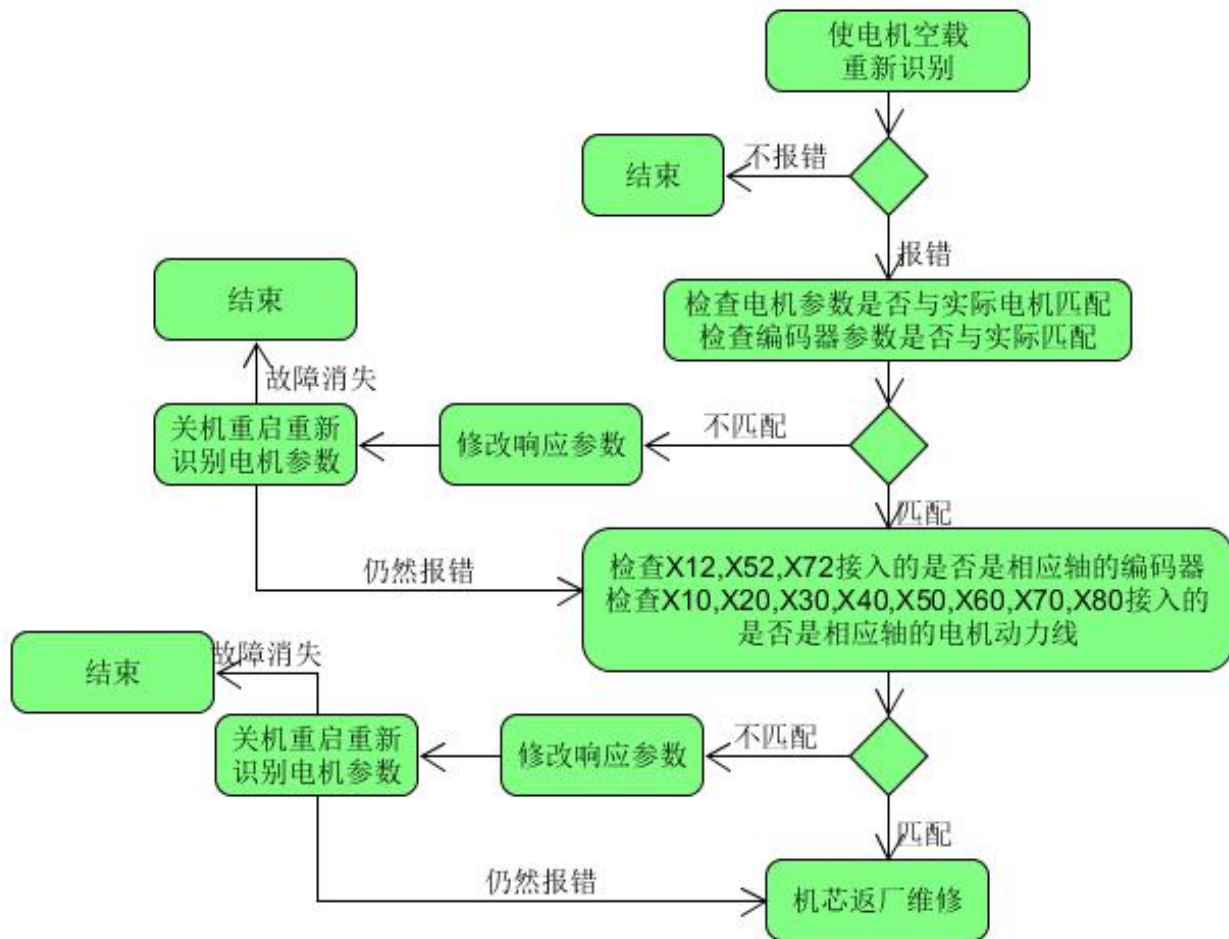 使电机空载
重新识别
不报错
结束
报错
结束
检查电机参数是否与实际电机匹配
检查编码器参数是否与实际匹配
故障消失
关机重启重新
识别电机参数
修改响应参数
不匹配
匹配
仍然报错
检查X12,X52,X72接入的是否是相应轴的编码器
检查X10,X20,X30,X40,X50,X60,X70,X80接入的
是否是相应轴的电机动力线
故障消失
结束
关机重启重新
识别电机参数
修改响应参数
不匹配
匹配
仍然报错
机芯返厂维修